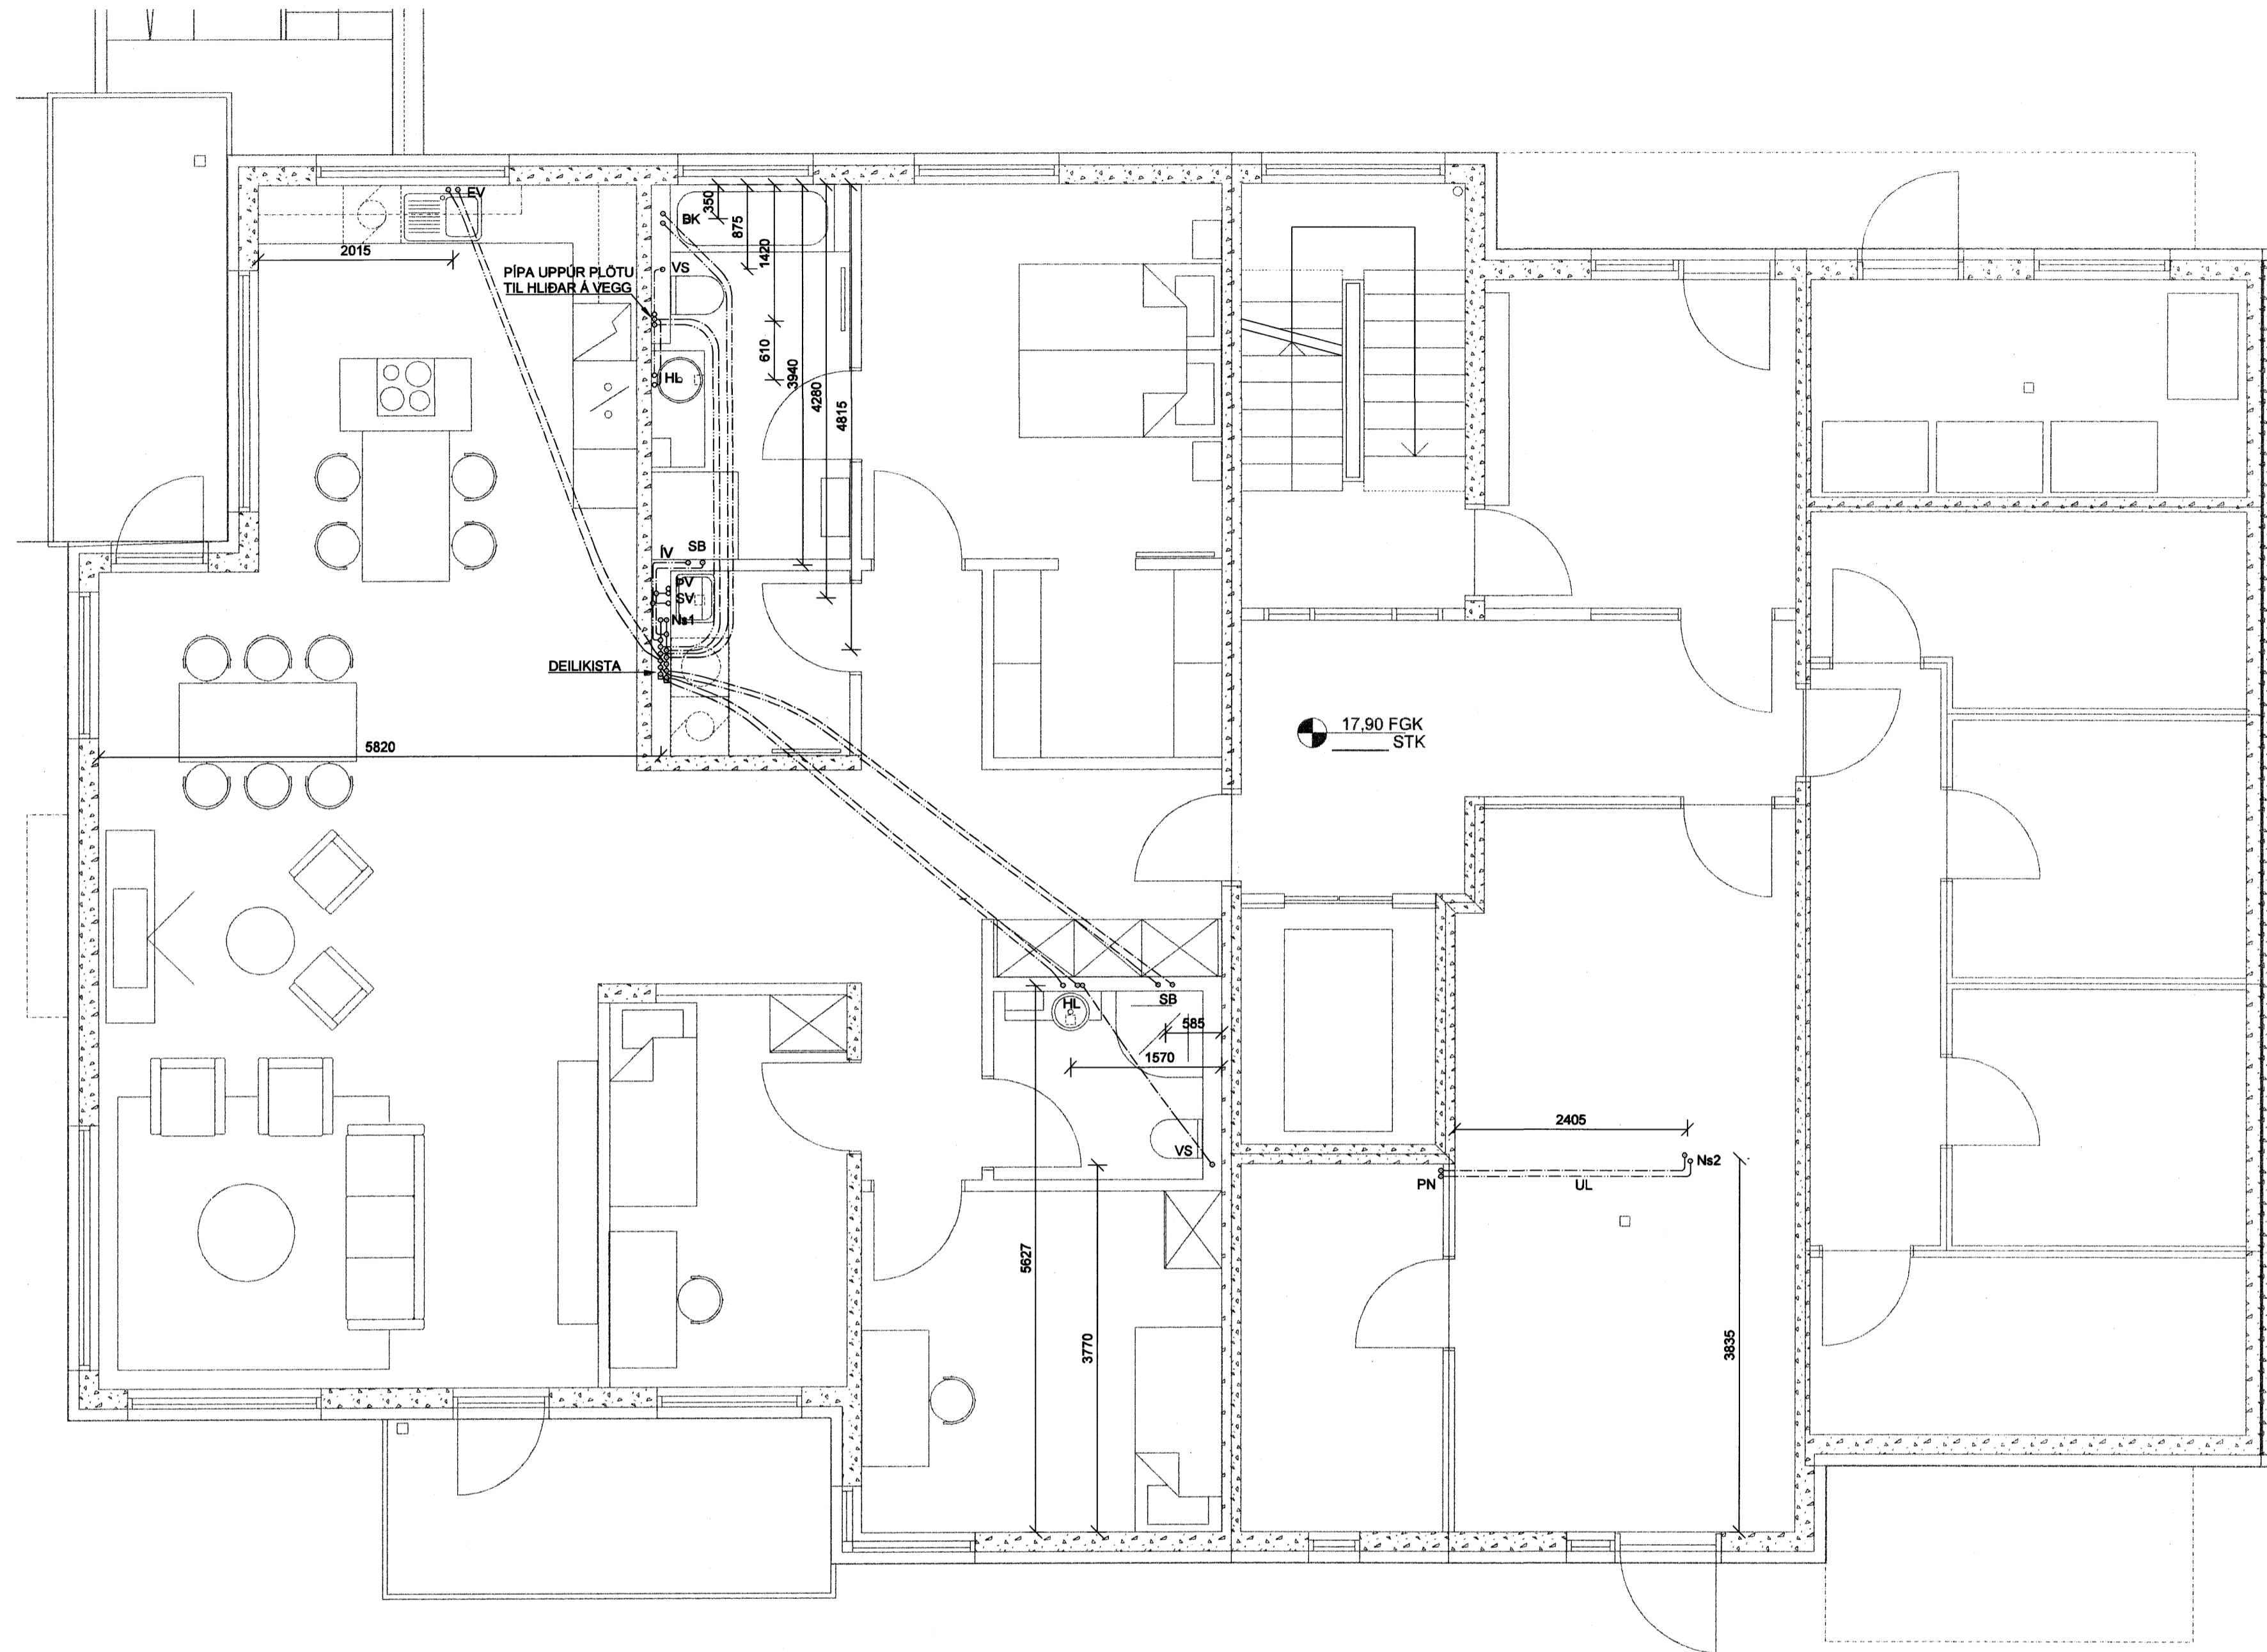 EV
2015
PÍPA UPPÚR PLÖTU
TIL HLIÐAR Á VEGG
BK
VS
HL
350
875
1420
610
3940
4280
4815
ÍV
SB
ÞV
SV
Ns1
DEILIKISTA
5820
17,90 FGK
STK
HL
SB
585
1570
VS
5627
3770
2405
PN
UL
Ns2
3835